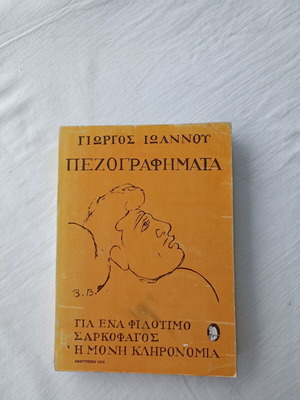 ΓΙΩΡΓΟΣ ΙΩΑΝΝΟΥ
ΠΕΖΟΓΡΑΦΗΜΑΤΑ
Β.Β.
ΓΙΑ ΕΝΑ ΦΙΛΟΤΙΜΟ
ΣΑΡΚΟΦΑΓΟΣ
Ἡ ΜΟΝΗ ΚΛΗΡΟΝΟΜΙΑ